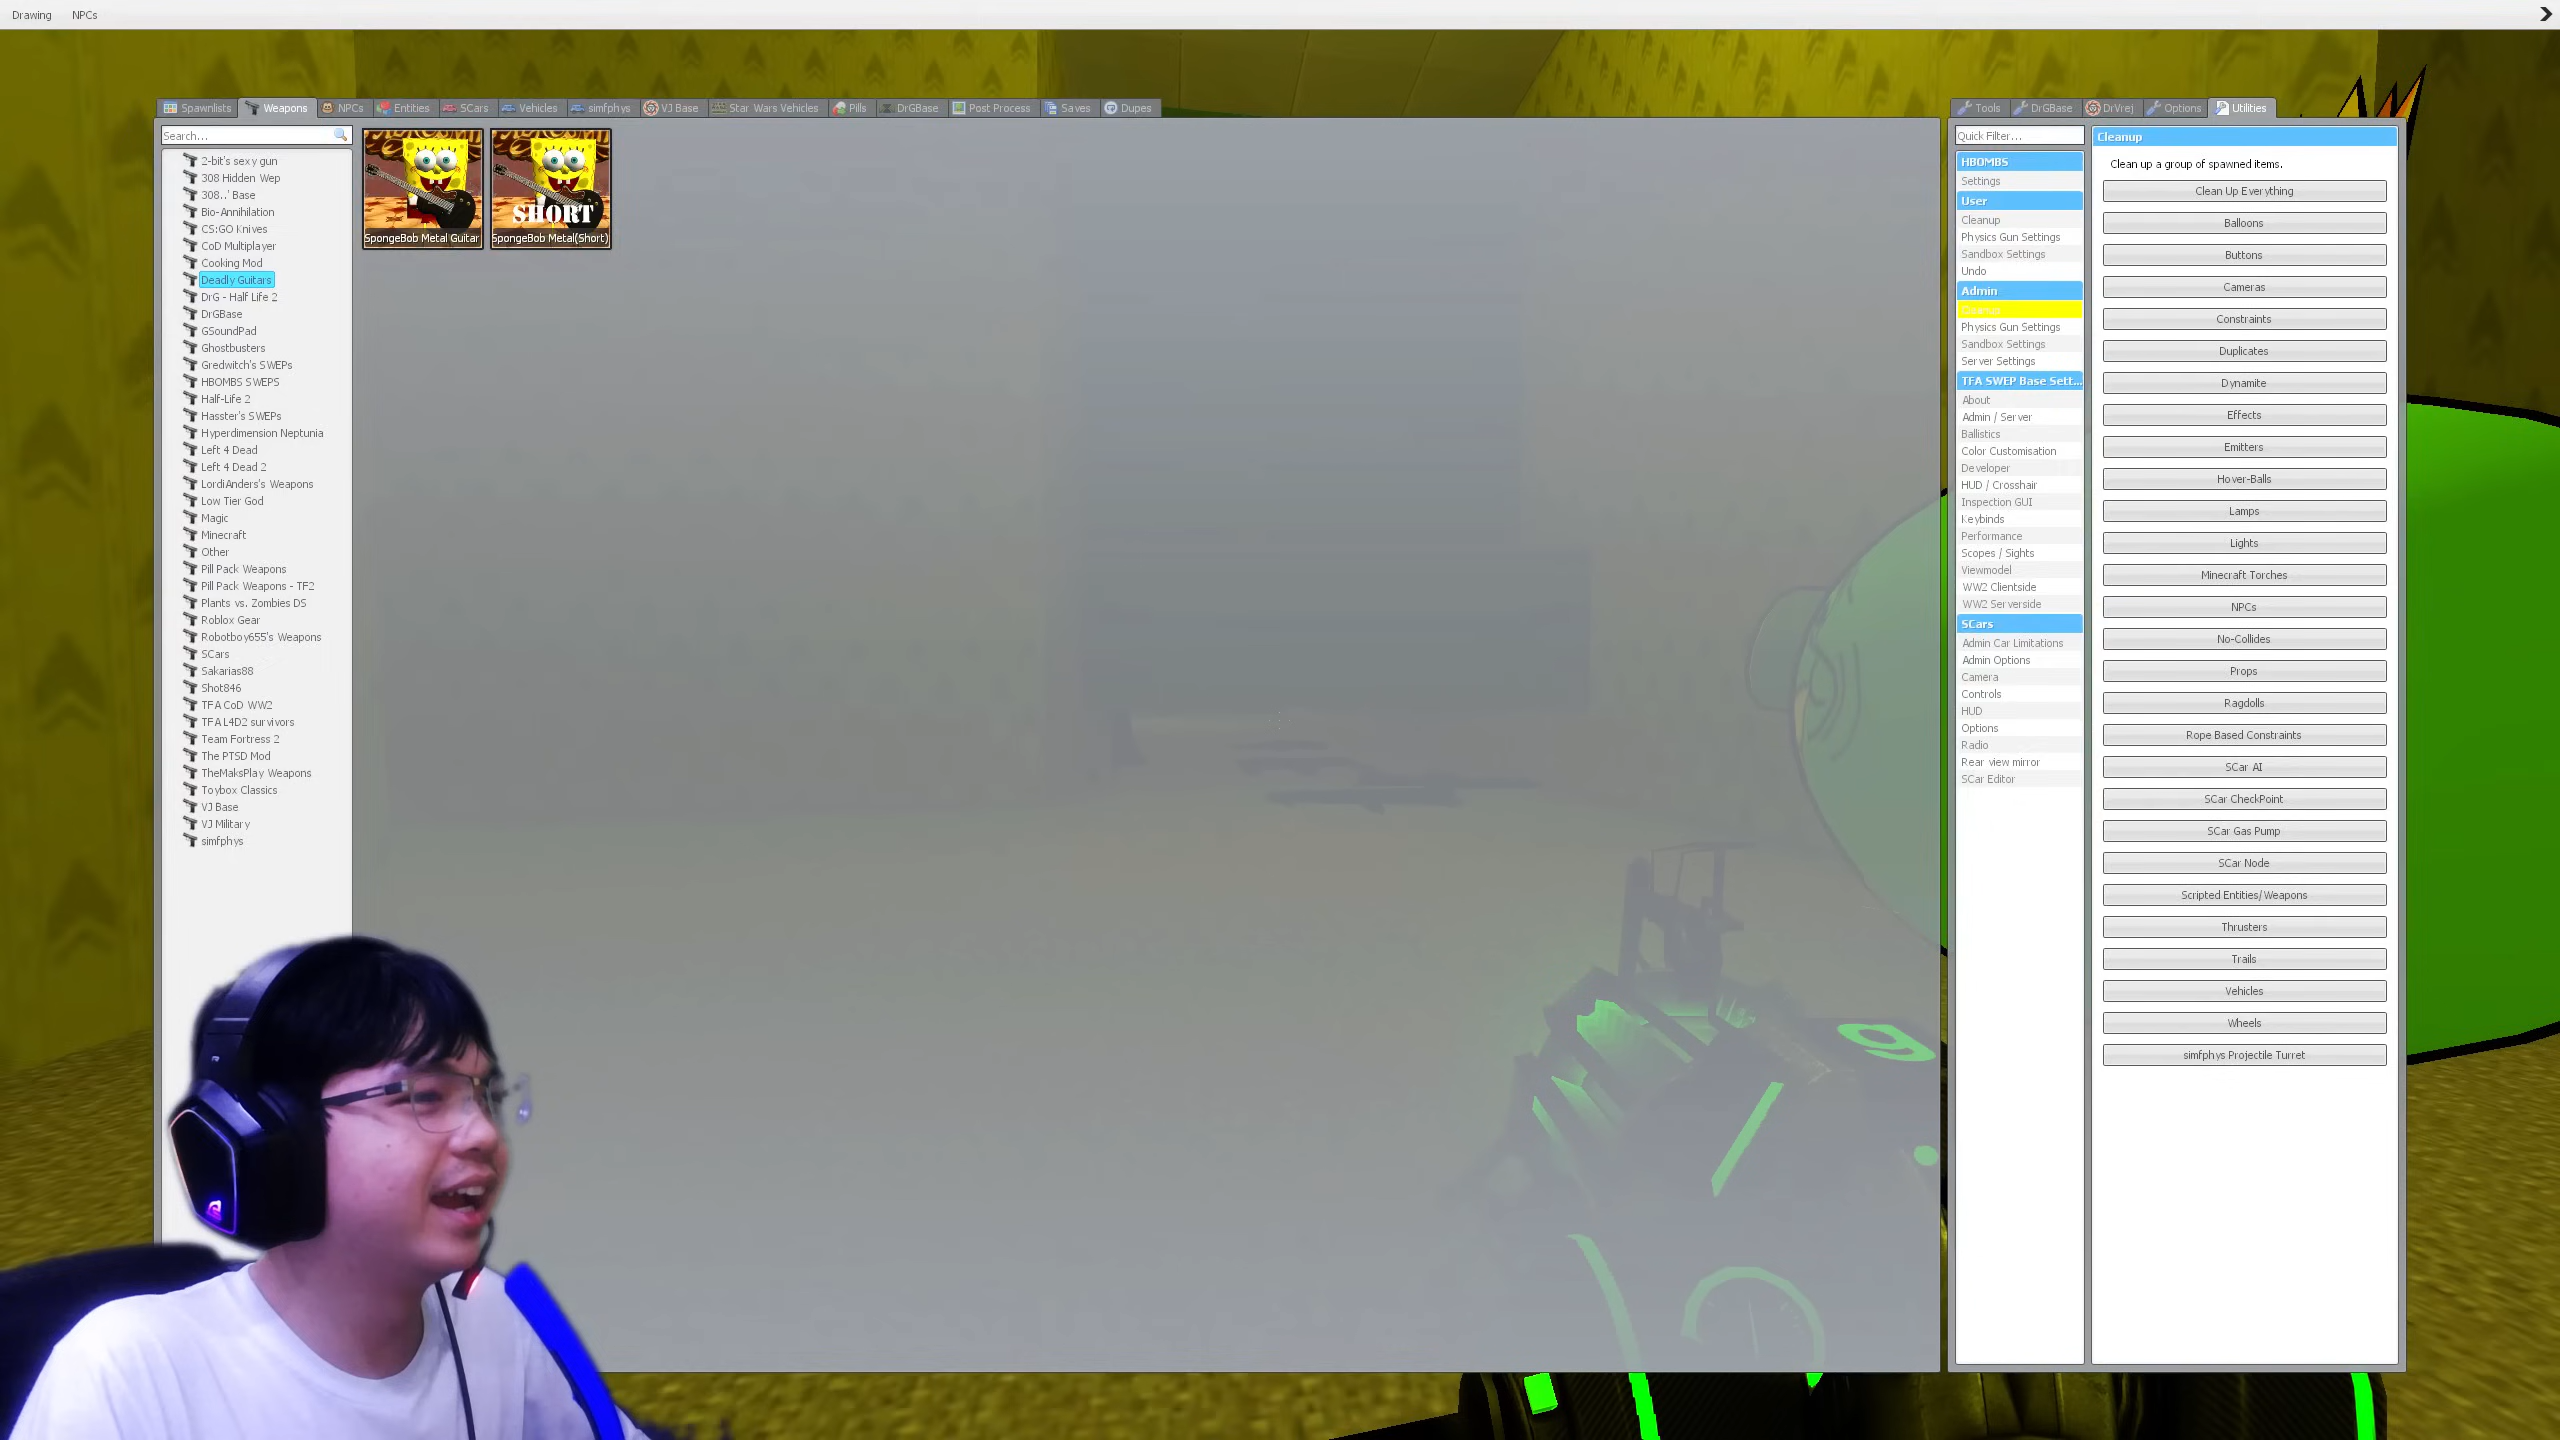 Drawing NPCs
Spawnlists Weapons NPCs Entities SCars Vehicles simfphys VJ Base Star Wars Vehicles Pills DrGBase Post Process Saves Dupes
Search...
2-bit's sexy gun
308 Hidden Wep
308..' Base
Bio-Annihilation
CS:GO Knives
CoD Multiplayer
Cooking Mod
Deadly Guitars
DrG - Half Life 2
DrGBase
GSoundPad
Ghostbusters
Gredwitch's SWEPs
HBOMBS SWEPS
Half-Life 2
Hasster's SWEPs
Hyperdimension Neptunia
Left 4 Dead
Left 4 Dead 2
LordiAnders's Weapons
Low Tier God
Magic
Minecraft
Other
Pill Pack Weapons
Pill Pack Weapons - TF2
Plants vs. Zombies DS
Roblox Gear
Robotboy655's Weapons
SCars
Sakarias88
Shot846
TFA CoD WW2
TFA L4D2 survivors
Team Fortress 2
The PTSD Mod
TheMaksPlay Weapons
Toybox Classics
VJ Base
VJ Military
simfphys
SpongeBob Metal Guitar
SHORT
SpongeBob Metal(Short)
Tools DrGBase DrVrej Options Utilities
Quick Filter...
HBOMBS
Settings
User
Cleanup
Physics Gun Settings
Sandbox Settings
Undo
Admin
Cleanup
Physics Gun Settings
Sandbox Settings
Server Settings
TFA SWEP Base Sett...
About
Admin / Server
Ballistics
Color Customisation
Developer
HUD / Crosshair
Inspection GUI
Keybinds
Performance
Scopes / Sights
Viewmodel
WW2 Clientside
WW2 Serverside
SCars
Admin Car Limitations
Admin Options
Camera
Controls
HUD
Options
Radio
Rear view mirror
SCar Editor
Cleanup
Clean up a group of spawned items.
Clean Up Everything
Balloons
Buttons
Cameras
Constraints
Duplicates
Dynamite
Effects
Emitters
Hover-Balls
Lamps
Lights
Minecraft Torches
NPCs
No-Collides
Props
Ragdolls
Rope Based Constraints
SCar AI
SCar CheckPoint
SCar Gas Pump
SCar Node
Scripted Entities/Weapons
Thrusters
Trails
Vehicles
Wheels
simfphys Projectile Turret